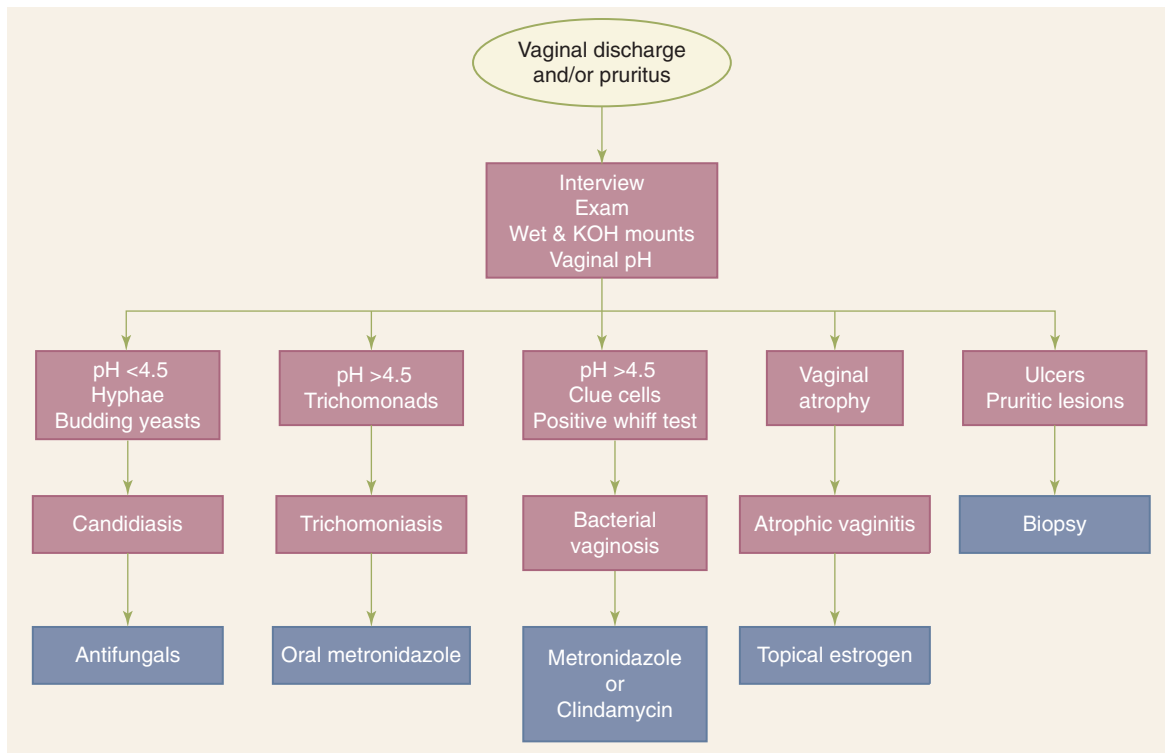 Vaginal discharge
and/or pruritus
Interview
Exam
Wet & KOH mounts
Vaginal pH
pH <4.5
Hyphae
Budding yeasts
pH >4.5
Trichomonads
pH >4.5
Clue cells
Positive whiff test
Vaginal
atrophy
Ulcers
Pruritic lesions
Candidiasis
Trichomoniasis
Bacterial
vaginosis
Atrophic vaginitis
Biopsy
Antifungals
Oral metronidazole
Metronidazole
or
Clindamycin
Topical estrogen